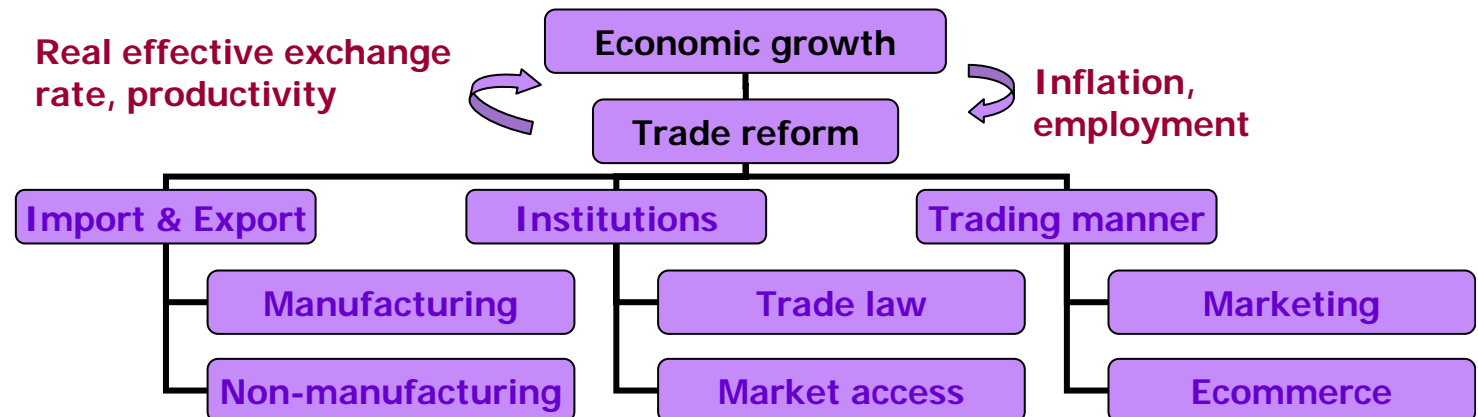 Economic growth
Real effective exchange
rate, productivity
Inflation,
employment
Trade reform
Import & Export
Institutions
Trading manner
Manufacturing
Trade law
Marketing
Non-manufacturing
Market access
Ecommerce